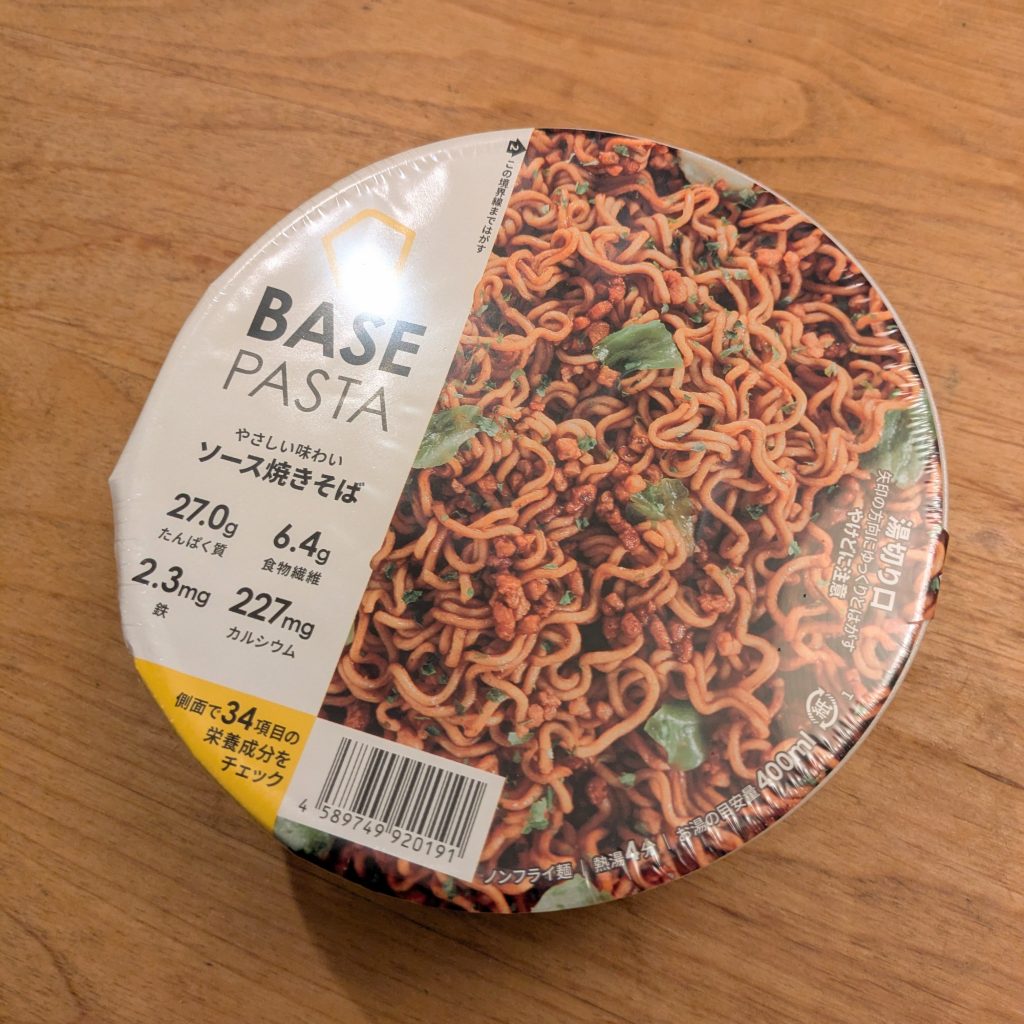 この境界線まではがす
BASE
PASTA
やさしい味わい
ソース焼きそば
27.0g
たんぱく質
6.4g
食物繊維
2.3mg
鉄
227mg
カルシウム
側面で34項目の
栄養成分を
チェック
4 589749 920191
ノンフライ麺 | 熱湯4分 | お湯の目安量 400ml
湯切り口
矢印の方向にゆっくりとはがす
やけどに注意